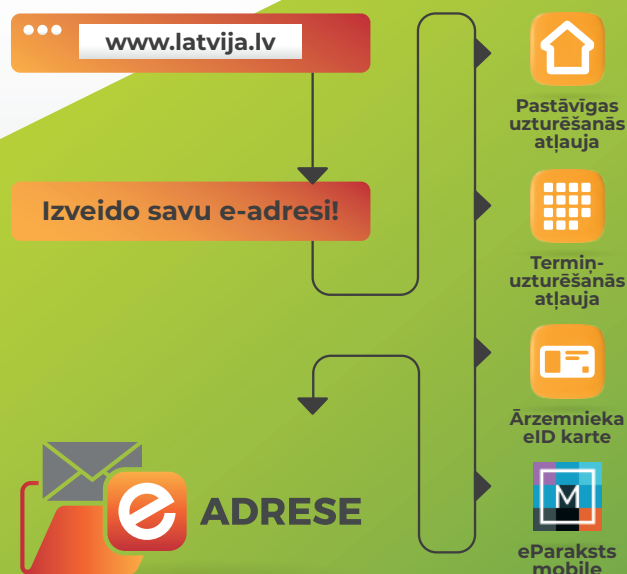 www.latvija.lv
Izveido savu e-adresi!
Pastāvīgas
uzturēšanās
atļauja
Termiņ-
uzturēšanās
atļauja
Ārzemnieka
eID karte
M
eParaksts
mobile
e ADRESE